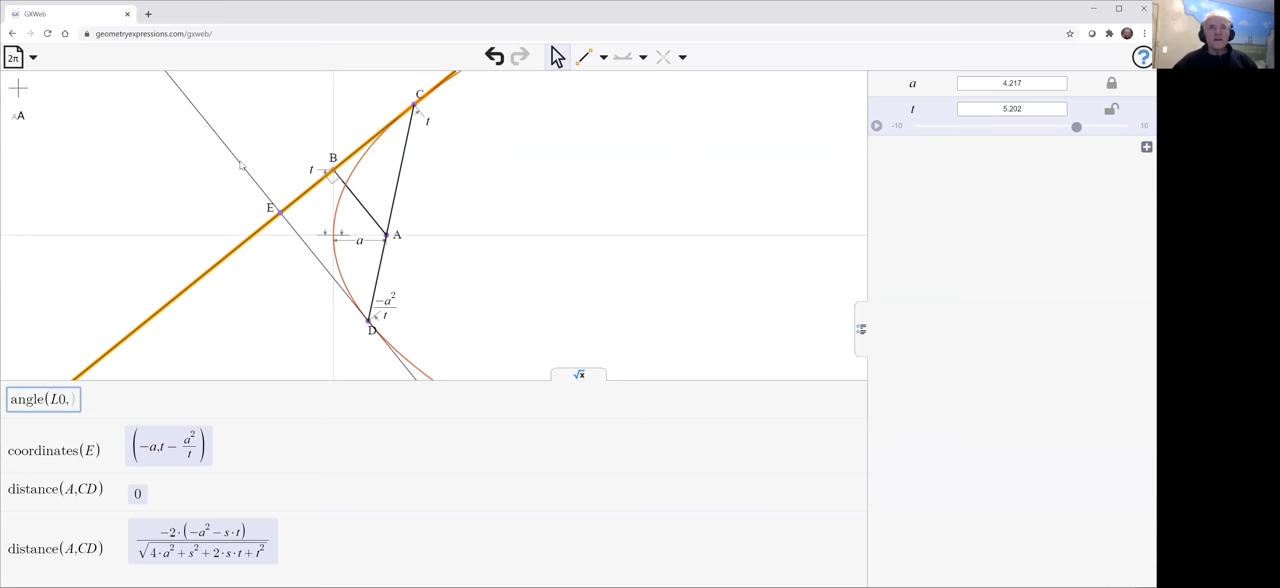 GXWeb
geometryexpressions.com/gxweb/
2π
AA
C
t
B
t
E
A
a
-a²/t
D
a 4.217
t 5.202
-10 10
√x
angle(L0,)
coordinates(E) (-a,t-a²/t)
distance(A,CD) 0
distance(A,CD) -2·(-a²-s·t)/√4·a²+s²+2·s·t+t²